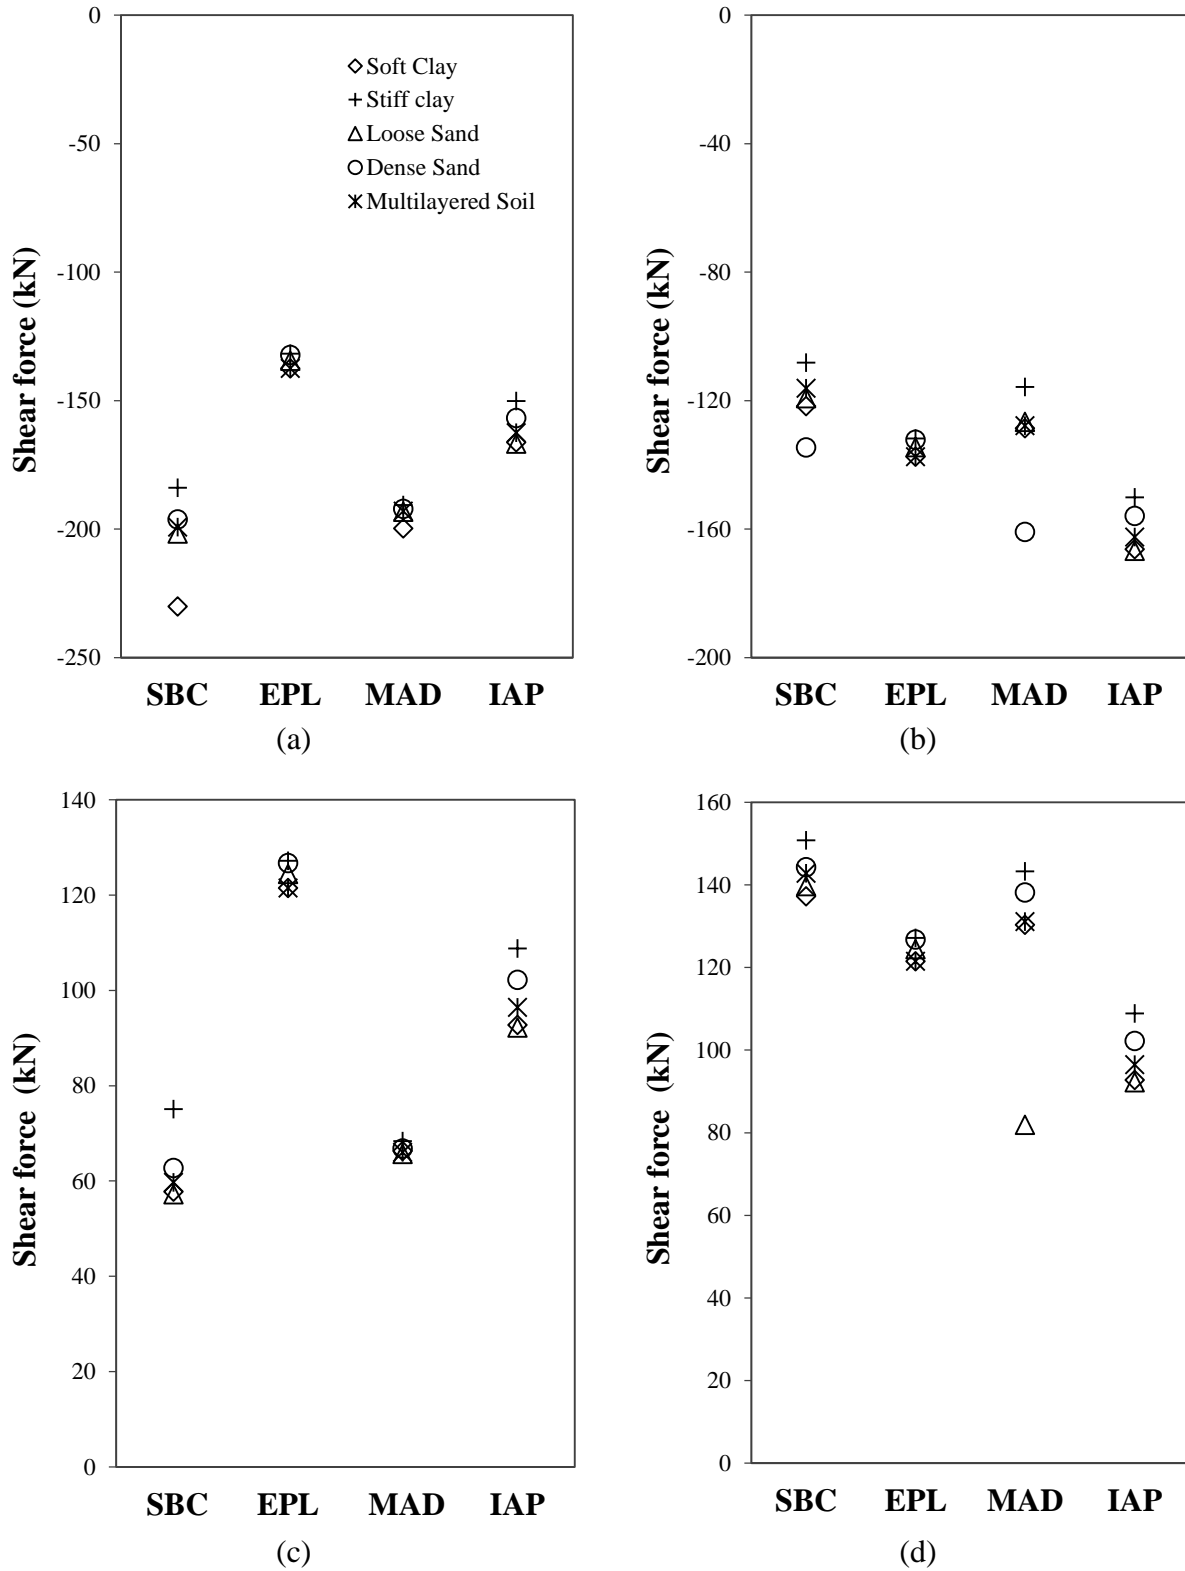 0
-50
-100
-150
-200
-250
Shear force (kN)
Soft Clay
Stiff clay
Loose Sand
Dense Sand
Multilayered Soil
SBC EPL MAD IAP
(a)
0
-40
-80
-120
-160
-200
Shear force (kN)
SBC EPL MAD IAP
(b)
140
120
100
80
60
40
20
0
Shear force (kN)
SBC EPL MAD IAP
(c)
160
140
120
100
80
60
40
20
0
Shear force (kN)
SBC EPL MAD IAP
(d)